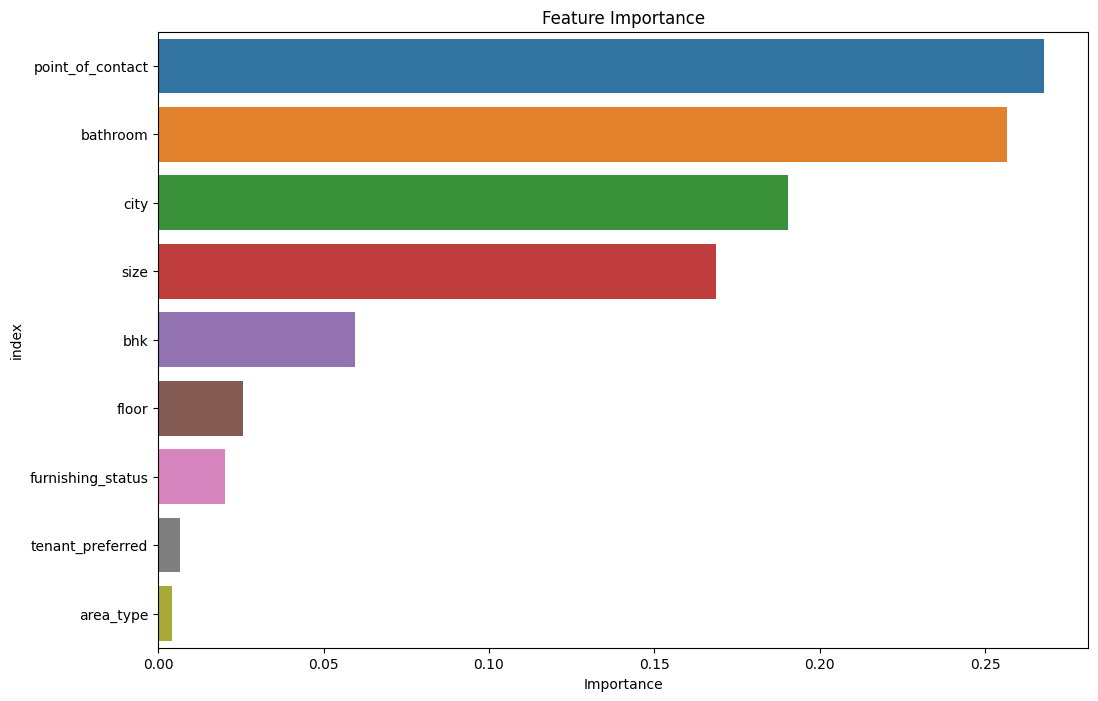 Feature Importance
point_of_contact
bathroom
city
size
bhk
floor
furnishing_status
tenant_preferred
area_type
index
0.00 0.05 0.10 0.15 0.20 0.25
Importance